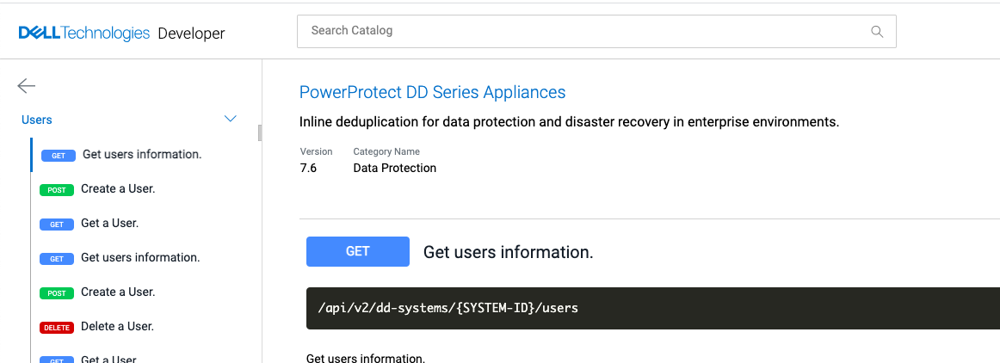 DELLTechnologies Developer
Search Catalog
Users
GET Get users information.
POST Create a User.
GET Get a User.
GET Get users information.
POST Create a User.
DELETE Delete a User.
GET Get a User
PowerProtect DD Series Appliances
Inline deduplication for data protection and disaster recovery in enterprise environments.
Version Category Name
7.6 Data Protection
GET Get users information.
/api/v2/dd-systems/{SYSTEM-ID}/users
Get users information.